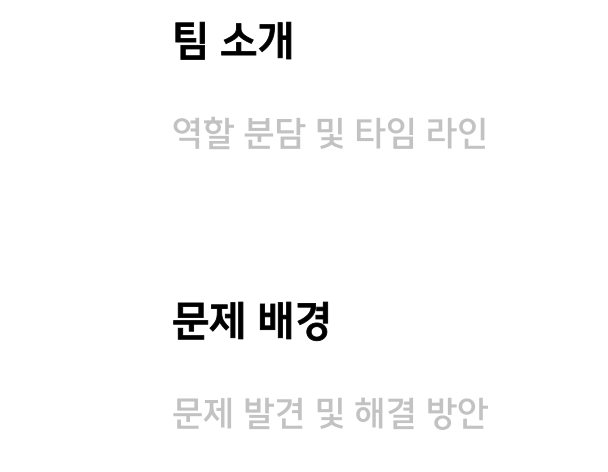 팀 소개
역할 분담 및 타임 라인
문제 배경
문제 발견 및 해결 방안